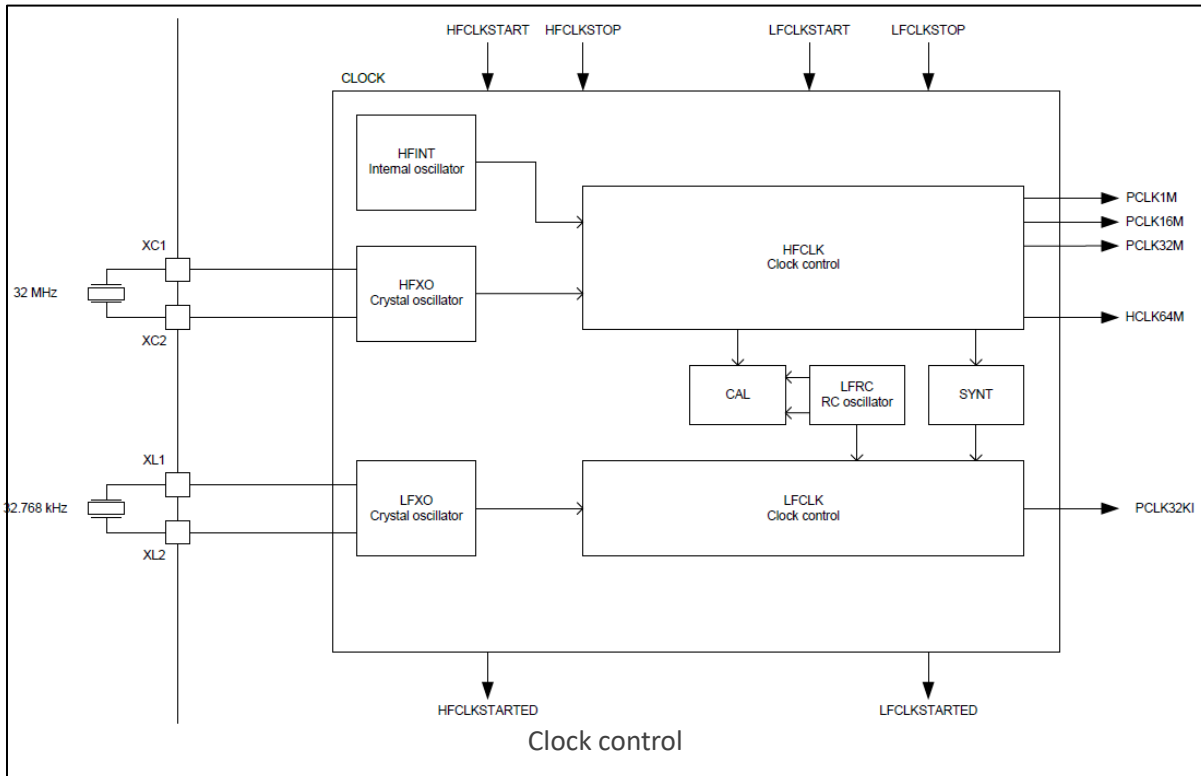 HFCLKSTART HFCLKSTOP LFCLKSTART LFCLKSTOP
CLOCK
HFINT
Internal oscillator
PCLK1M
PCLK16M
PCLK32M
HFCLK
Clock control
XC1
32 MHz
XC2
HFXO
Crystal oscillator
HCLK64M
CAL
LFRC
RC oscillator
SYNT
XL1
32.768 kHz
XL2
LFXO
Crystal oscillator
LFCLK
Clock control
PCLK32KI
HFCLKSTARTED LFCLKSTARTED
Clock control